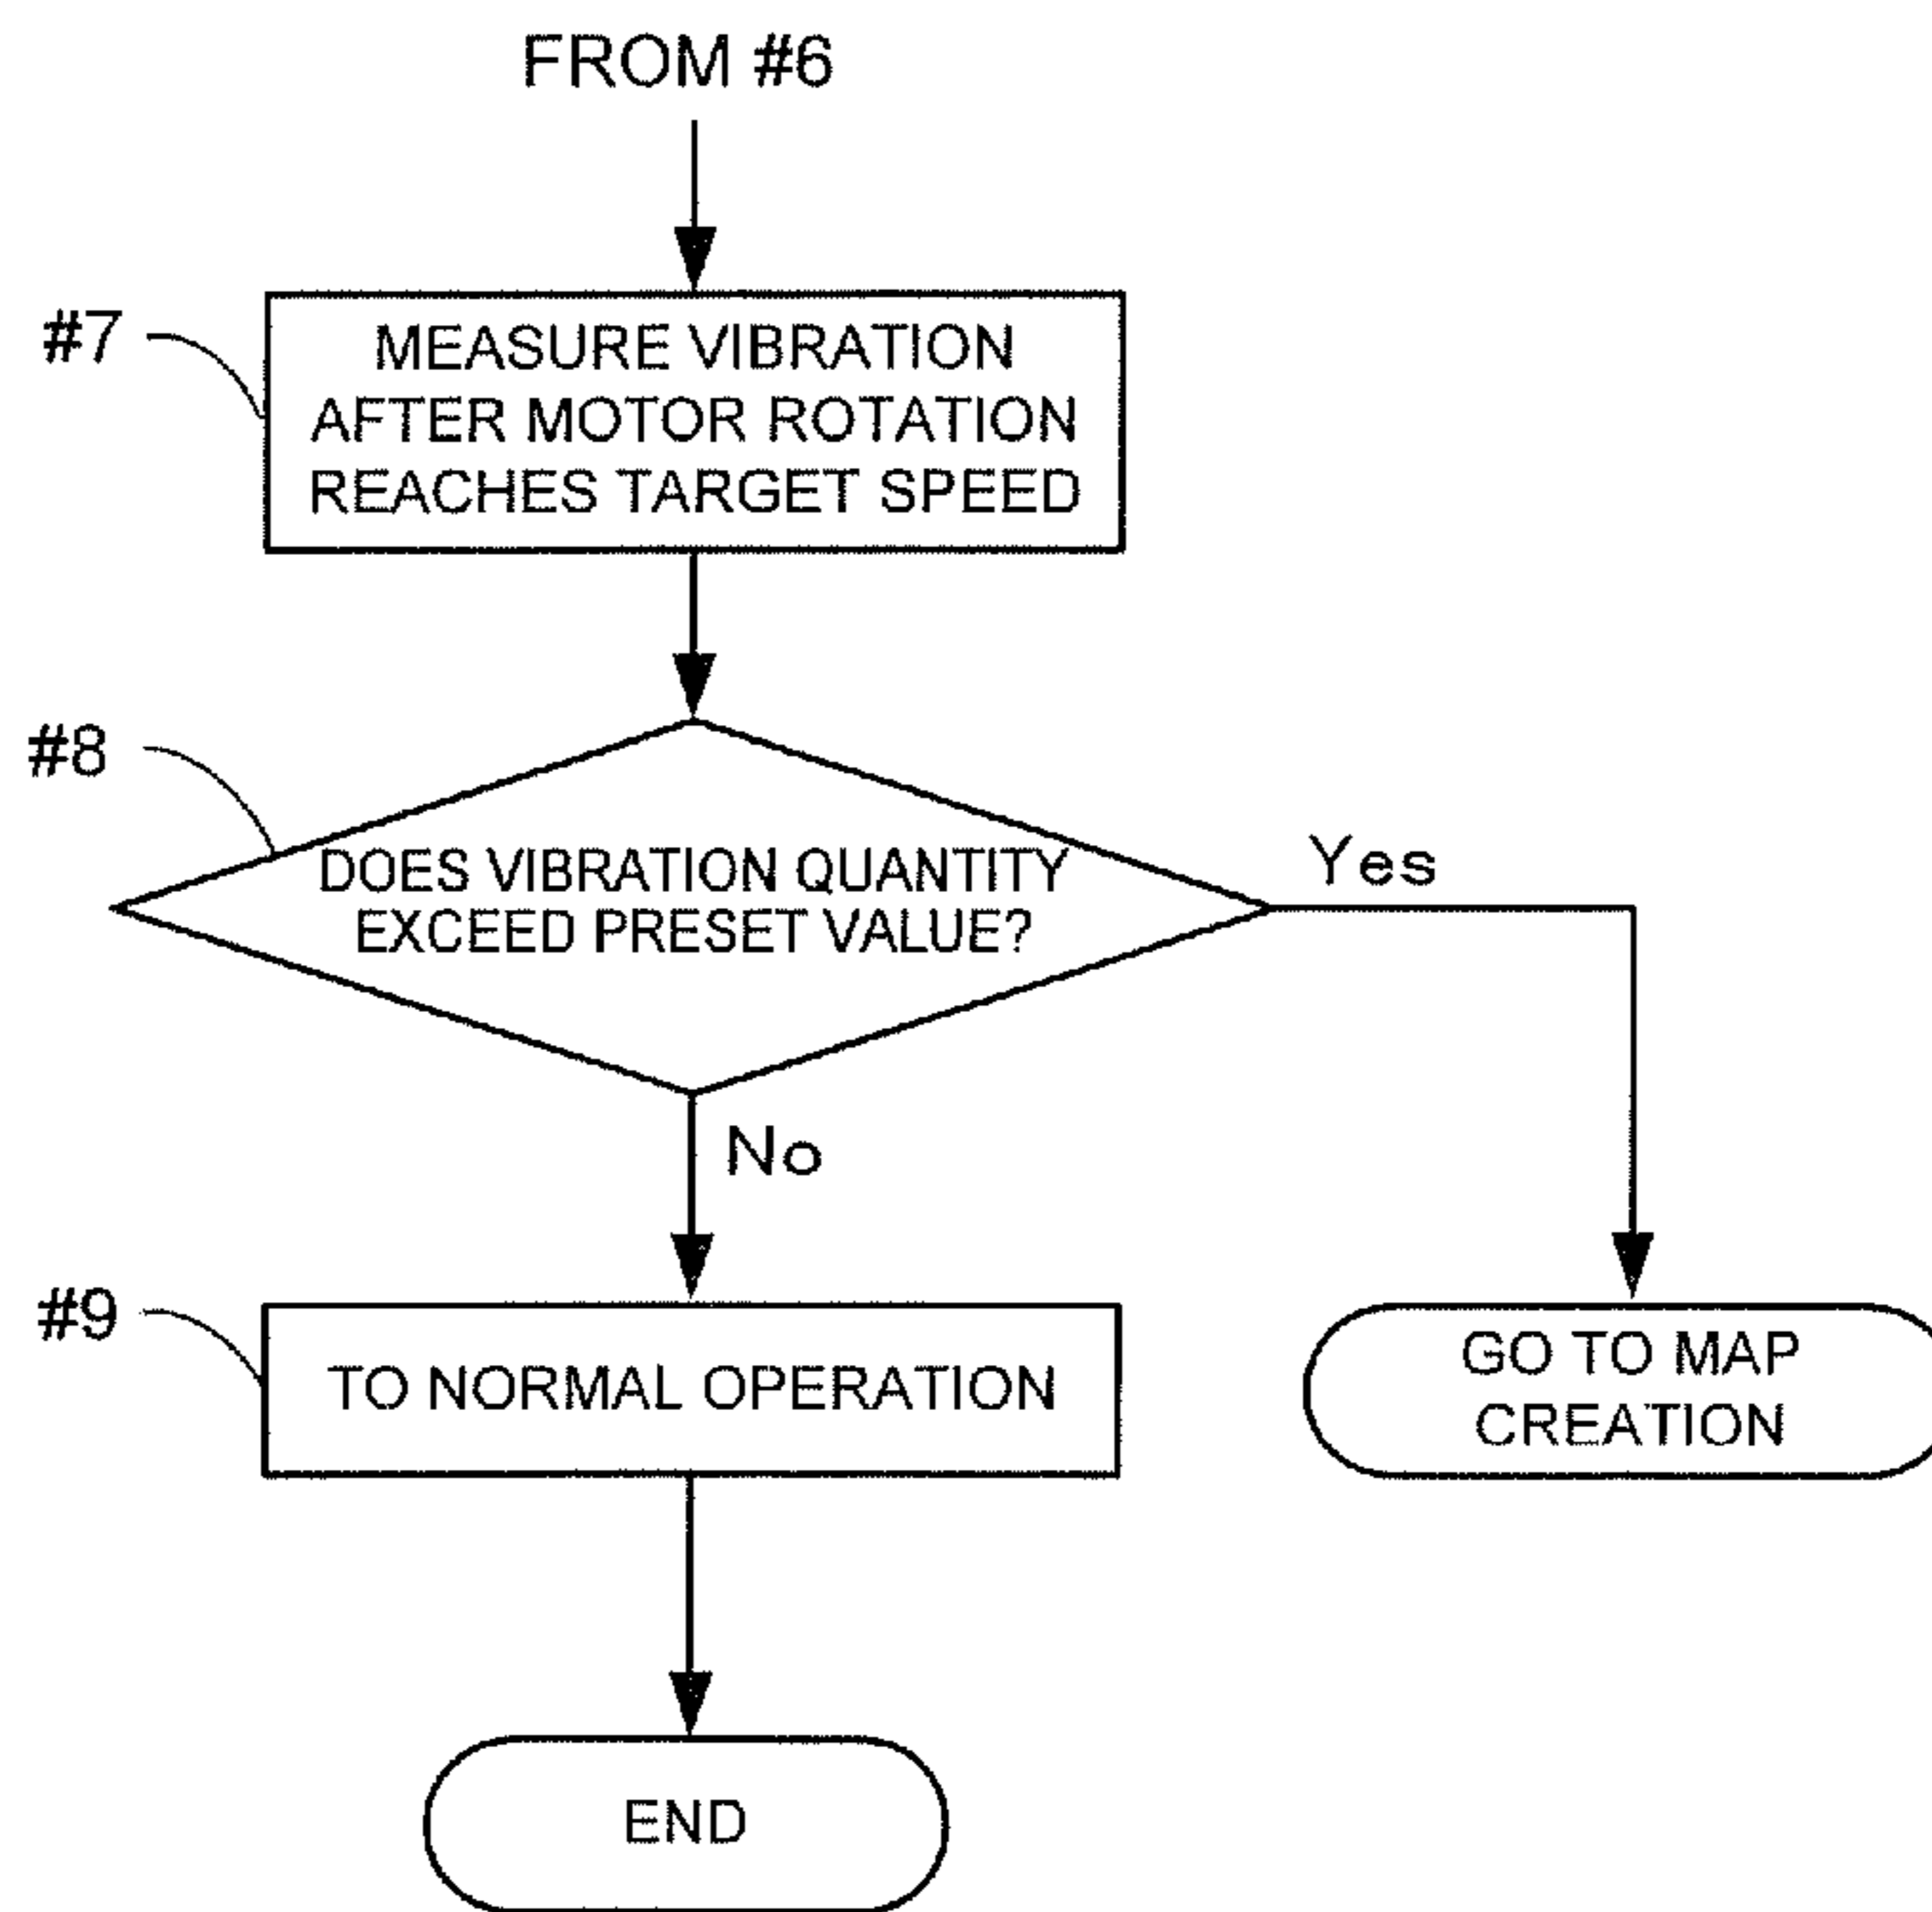 FROM #6
#7
MEASURE VIBRATION
AFTER MOTOR ROTATION
REACHES TARGET SPEED
#8
DOES VIBRATION QUANTITY
EXCEED PRESET VALUE?
Yes
No
#9
TO NORMAL OPERATION
GO TO MAP
CREATION
END